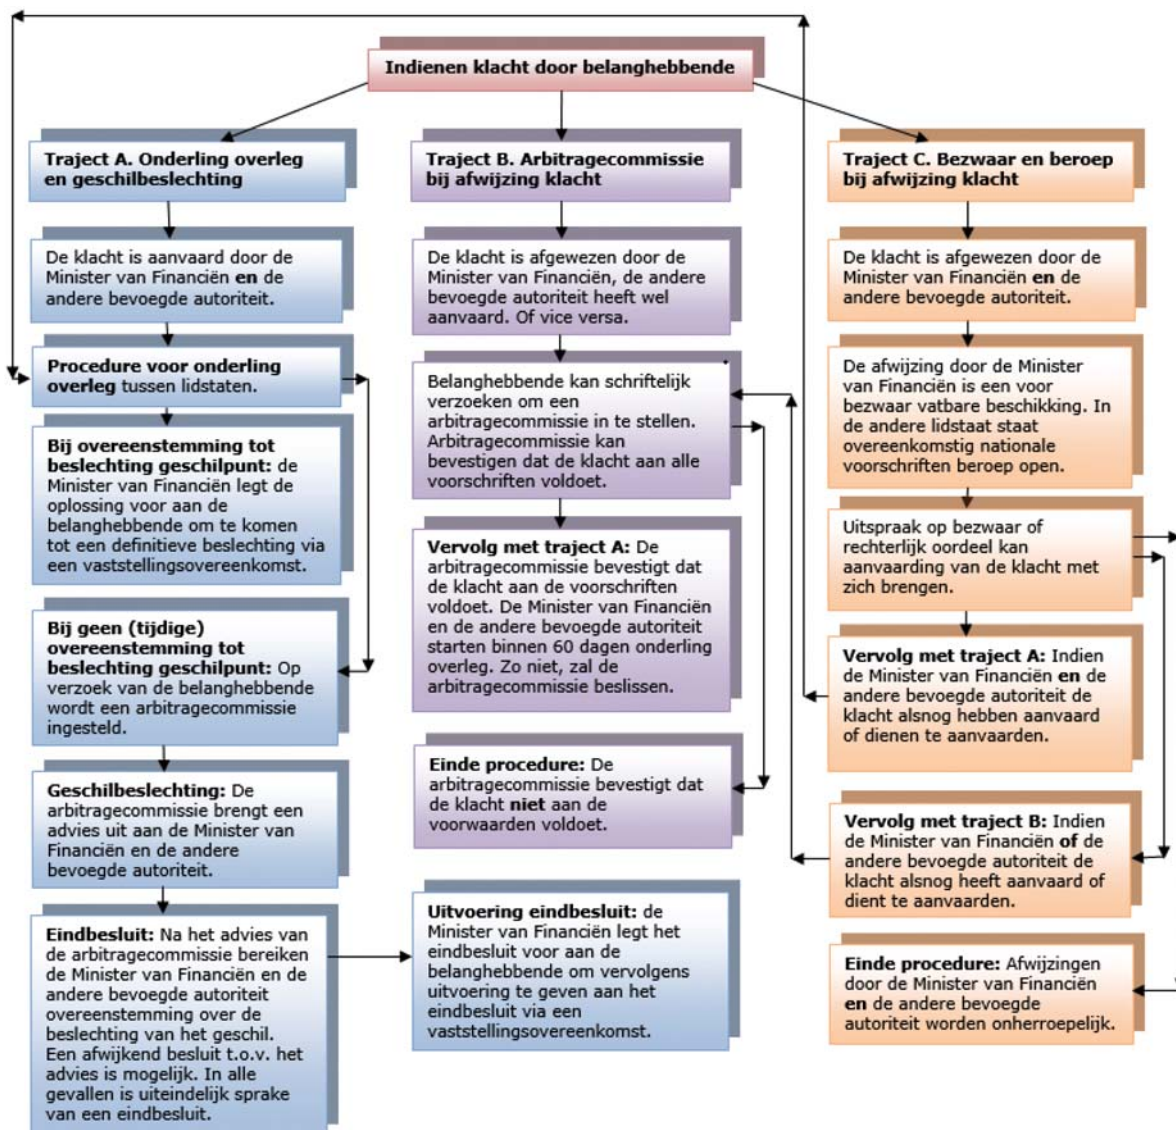 Indienen klacht door belanghebbende
Traject A. Onderling overleg
en geschilbeslechting
De klacht is aanvaard door de
Minister van Financiën en de
andere bevoegde autoriteit.
Procedure voor onderling
overleg tussen lidstaten.
Bij overeenstemming tot
beslechting geschilpunt: de
Minister van Financiën legt de
oplossing voor aan de
belanghebbende om te komen
tot een definitieve beslechting via
een vaststellingsovereenkomst.
Bij geen (tijdige)
overeenstemming tot
beslechting geschilpunt: Op
verzoek van de belanghebbende
wordt een arbitragecommissie
ingesteld.
Geschilbeslechting: De
arbitragecommissie brengt een
advies uit aan de Minister van
Financiën en de andere
bevoegde autoriteit.
Eindbesluit: Na het advies van
de arbitragecommissie bereiken
de Minister van Financiën en de
andere bevoegde autoriteit
overeenstemming over de
beslechting van het geschil.
Een afwijkend besluit t.o.v. het
advies is mogelijk. In alle
gevallen is uiteindelijk sprake
van een eindbesluit.
Traject B. Arbitragecommissie
bij afwijzing klacht
De klacht is afgewezen door de
Minister van Financiën, de andere
bevoegde autoriteit heeft wel
aanvaard. Of vice versa.
Belanghebbende kan schriftelijk
verzoeken om een
arbitragecommissie in te stellen.
Arbitragecommissie kan
bevestigen dat de klacht aan alle
voorschriften voldoet.
Vervolg met traject A: De
arbitragecommissie bevestigt dat
de klacht aan de voorschriften
voldoet. De Minister van Financiën
en de andere bevoegde autoriteit
starten binnen 60 dagen onderling
overleg. Zo niet, zal de
arbitragecommissie beslissen.
Einde procedure: De
arbitragecommissie bevestigt dat
de klacht niet aan de
voorwaarden voldoet.
Uitvoering eindbesluit: de
Minister van Financiën legt het
eindbesluit voor aan de
belanghebbende om vervolgens
uitvoering te geven aan het
eindbesluit via een
vaststellingsovereenkomst.
Traject C. Bezwaar en beroep
bij afwijzing klacht
De klacht is afgewezen door de
Minister van Financiën en de
andere bevoegde autoriteit.
De afwijzing door de Minister
van Financiën is een voor
bezwaar vatbare beschikking. In
de andere lidstaat staat
overeenkomstig nationale
voorschriften beroep open.
Uitspraak op bezwaar of
rechterlijk oordeel kan
aanvaarding van de klacht met
zich brengen.
Vervolg met traject A: Indien
de Minister van Financiën en de
andere bevoegde autoriteit de
klacht alsnog hebben aanvaard
of dienen te aanvaarden.
Vervolg met traject B: Indien
de Minister van Financiën of de
andere bevoegde autoriteit de
klacht alsnog heeft aanvaard of
dient te aanvaarden.
Einde procedure: Afwijzingen
door de Minister van Financiën
en de andere bevoegde
autoriteit worden onherroepelijk.